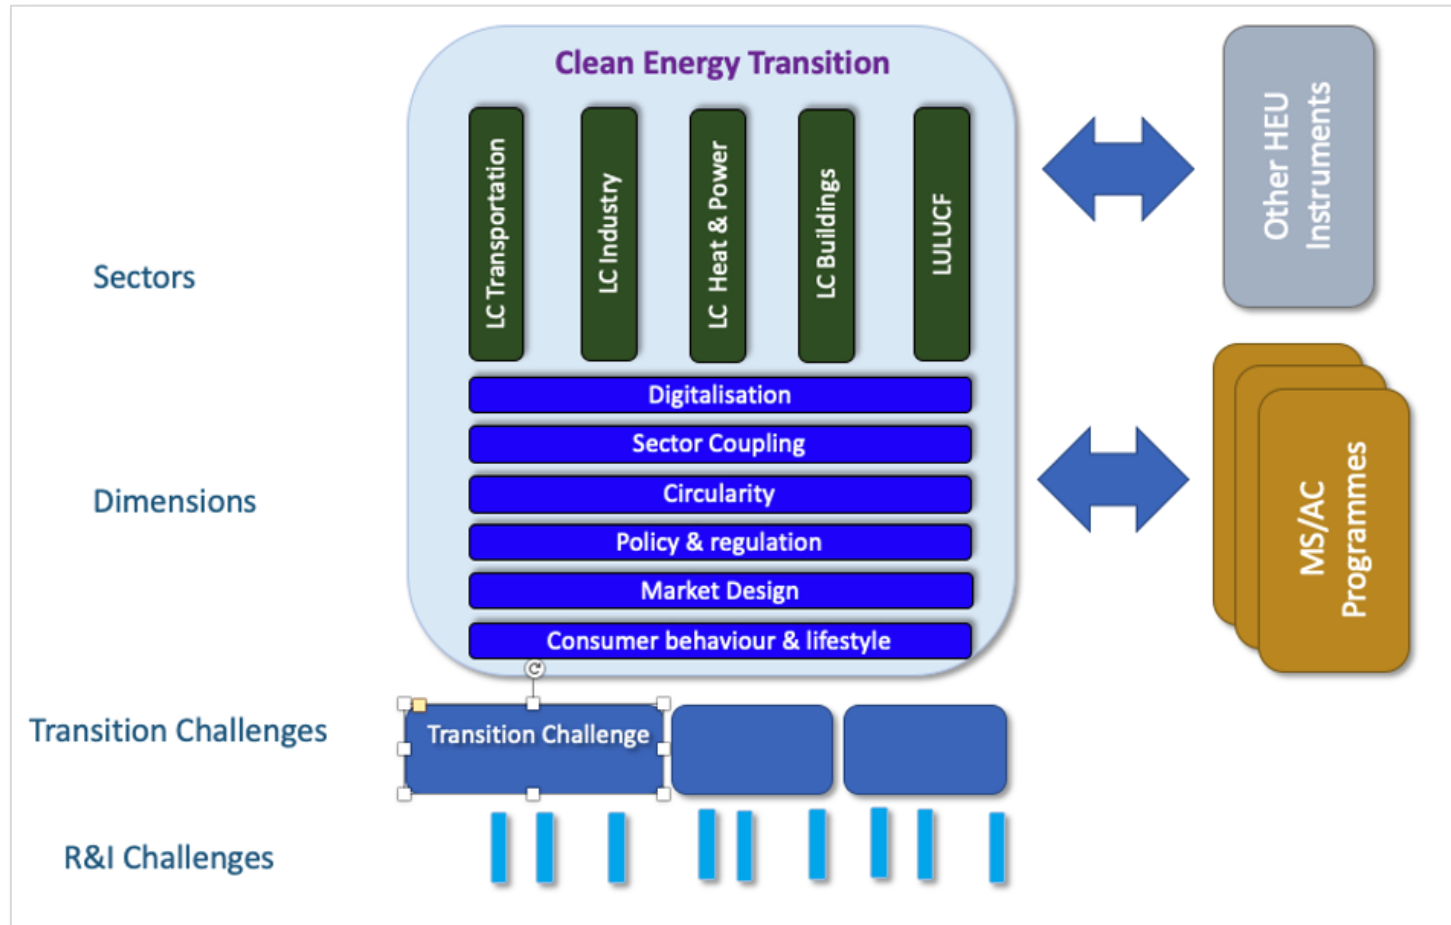 Clean Energy Transition
LC Transportation
LC Industry
LC Heat & Power
LC Buildings
LULUCF
Other HEU
Instruments
Sectors
Digitalisation
Sector Coupling
Circularity
Policy & regulation
Market Design
Consumer behaviour & lifestyle
Dimensions
MS/AC
Programmes
Transition Challenges
Transition Challenge
R&I Challenges